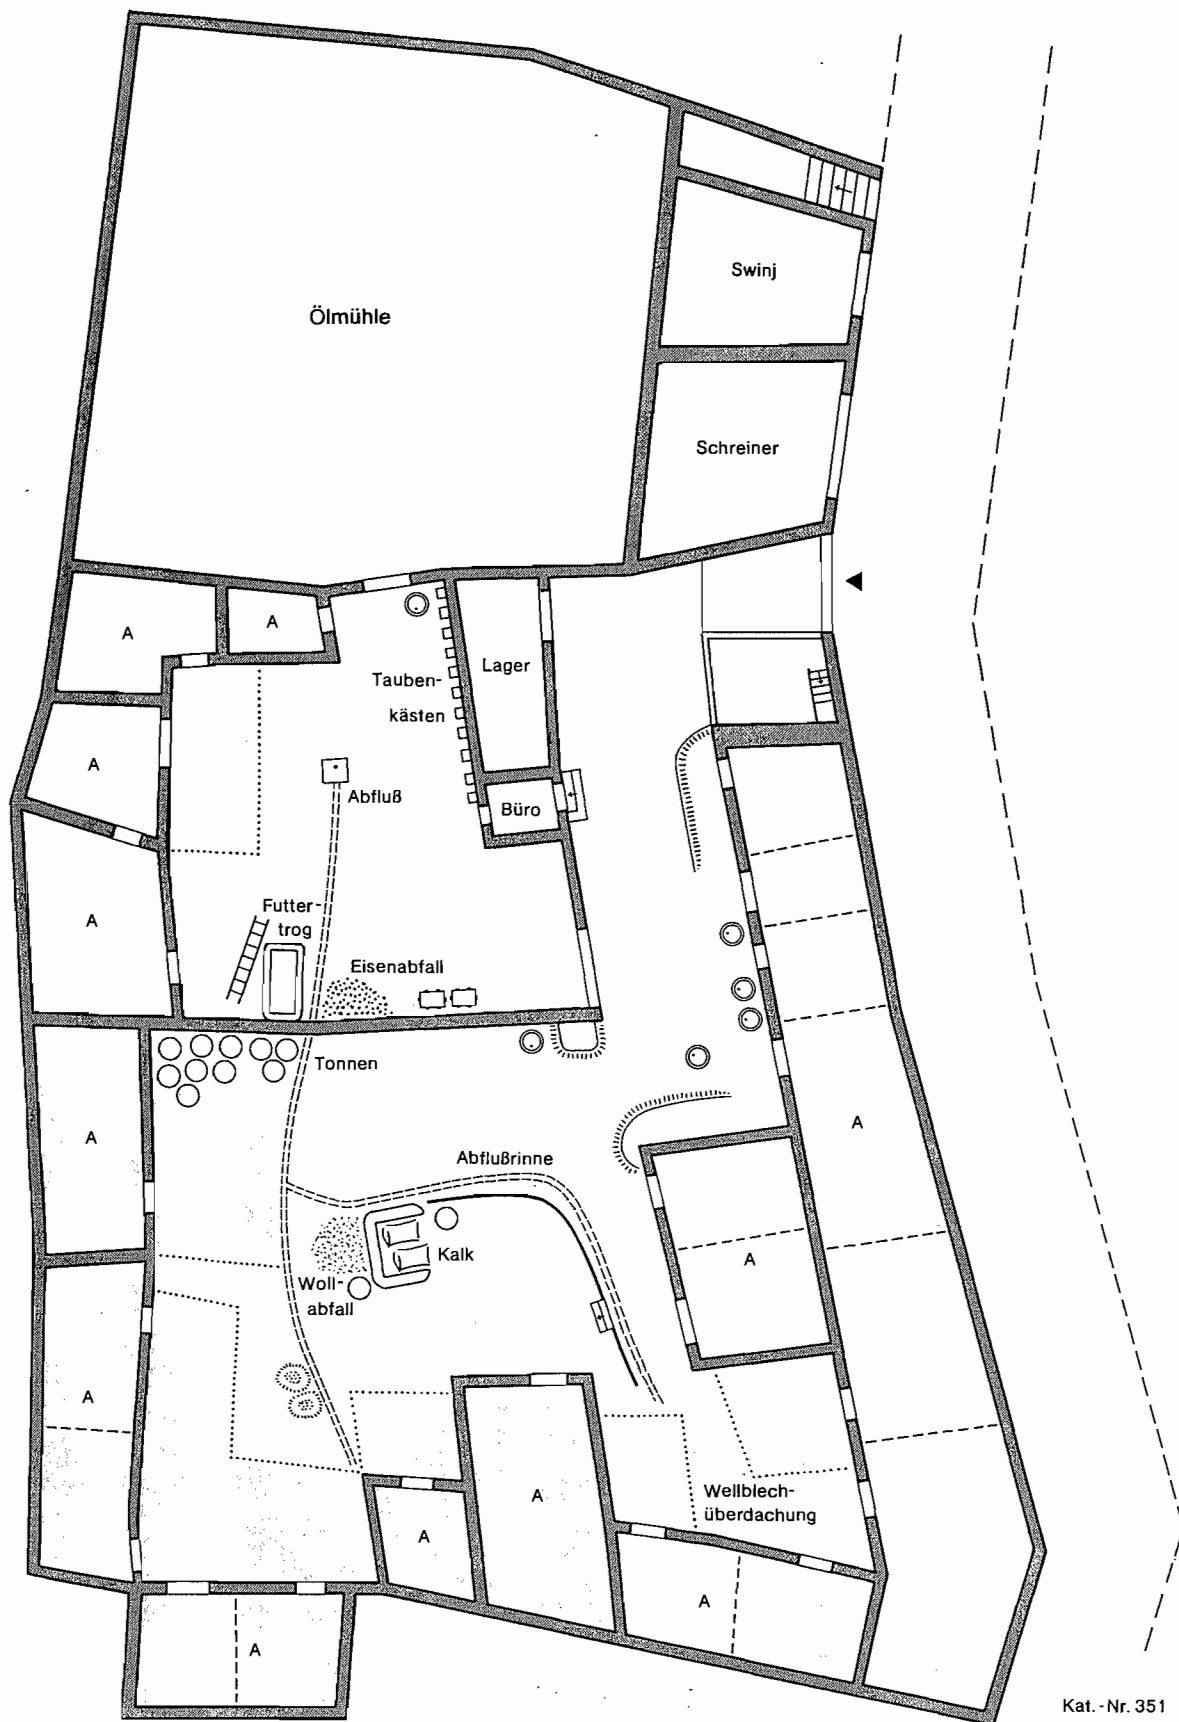 Swinj
Ölmühle
Schreiner
A
A
Lager
Tauben-
kästen
A
Abfluß
Büro
A
Futter-
trog
Eisenabfall
Tonnen
A
A
Abflußrinne
Kalk
A
Woll-
abfall
A
Wellblech-
überdachung
A
A
A
A
Kat.-Nr. 351